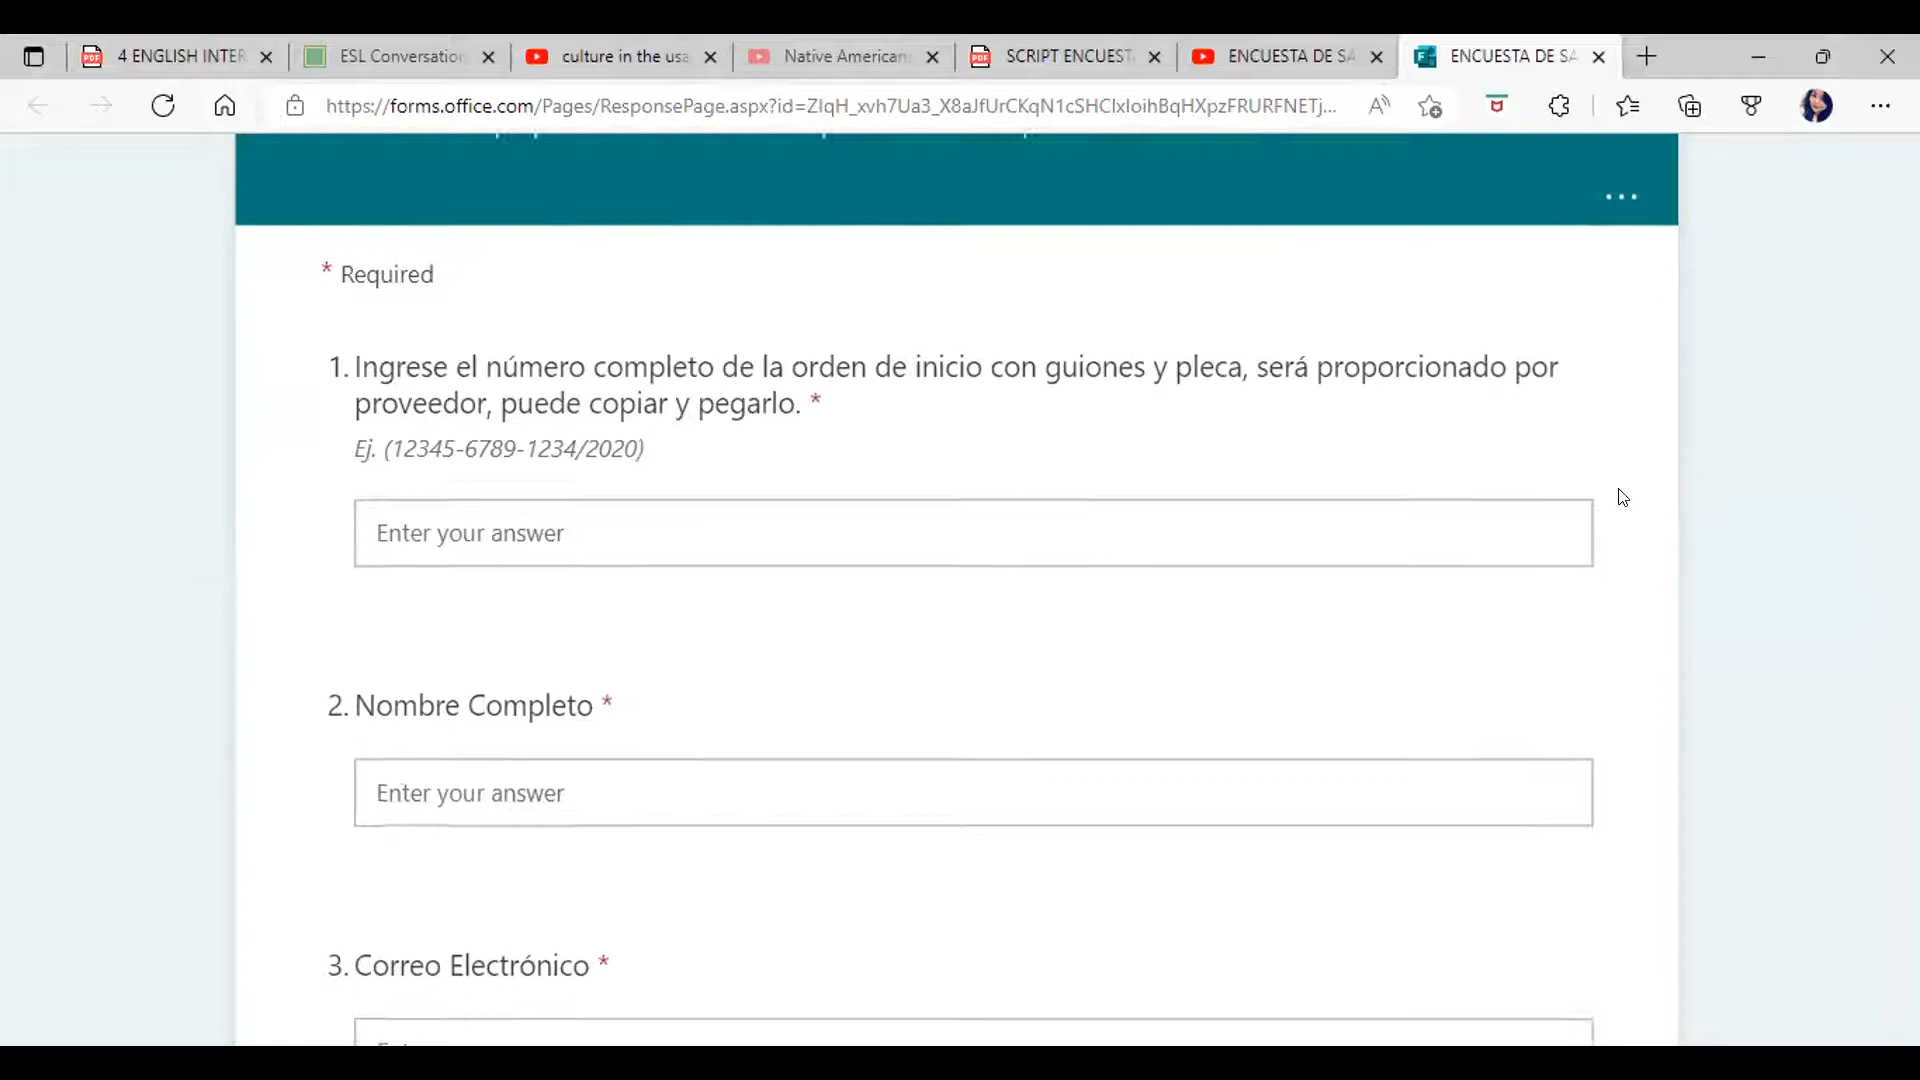 4 ENGLISH INTER
ESL Conversation
culture in the usa
Native American
SCRIPT ENCUEST
ENCUESTA DE SA
ENCUESTA DE SA
https://forms.office.com/Pages/ResponsePage.aspx?id=ZIqH_xvh7Ua3_X8aJfUrCKqN1cSHClxIoihBqHXpzFRURFNETj...
* Required
1. Ingrese el número completo de la orden de inicio con guiones y pleca, será proporcionado por
proveedor, puede copiar y pegarlo. *
Ej. (12345-6789-1234/2020)
Enter your answer
2. Nombre Completo *
Enter your answer
3. Correo Electrónico *